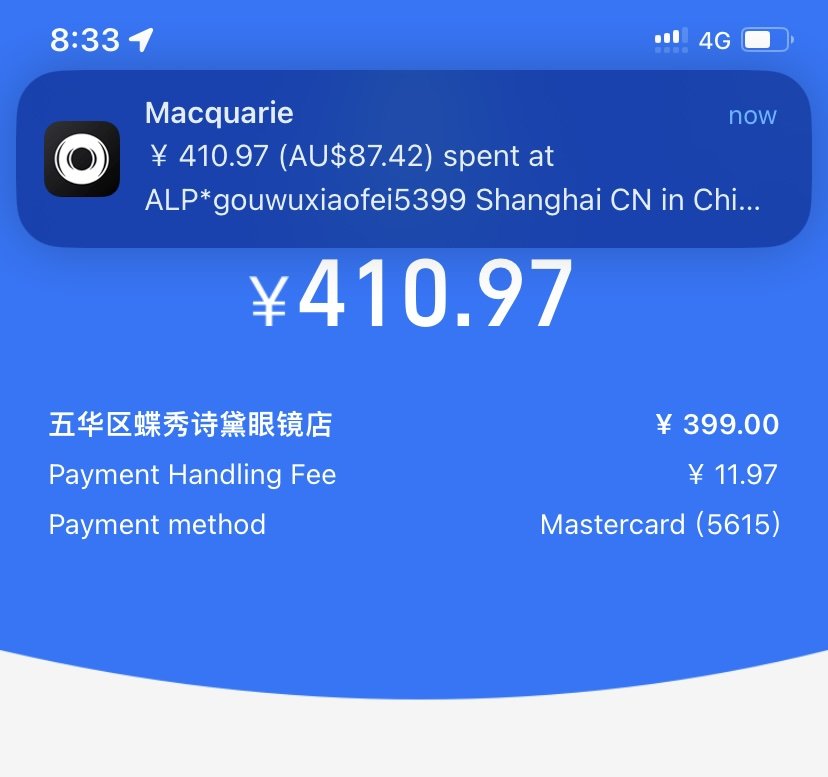 8:33
4G
Macquarie
now
¥ 410.97 (AU$87.42) spent at
ALP*gouwuxiaofei5399 Shanghai CN in Chi...
¥410.97
五华区蝶秀诗黛眼镜店 ¥ 399.00
Payment Handling Fee ¥ 11.97
Payment method Mastercard (5615)